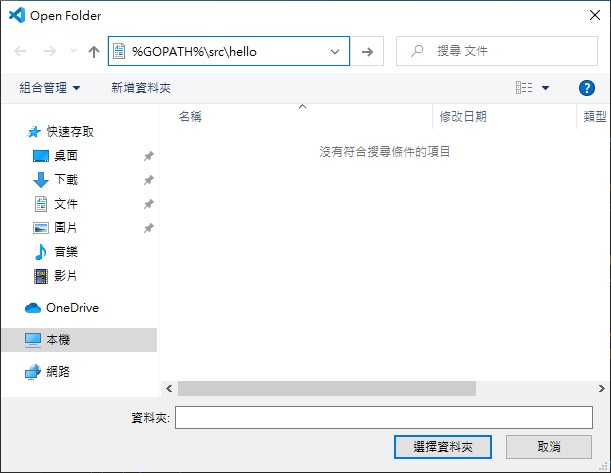 Open Folder
%GOPATH%\src\hello
搜尋 文件
組合管理
新增資料夾
?
名稱
修改日期
類型
沒有符合搜尋條件的項目
快速存取
桌面
下載
文件
圖片
音樂
影片
OneDrive
本機
網路
資料夾:
選擇資料夾
取消